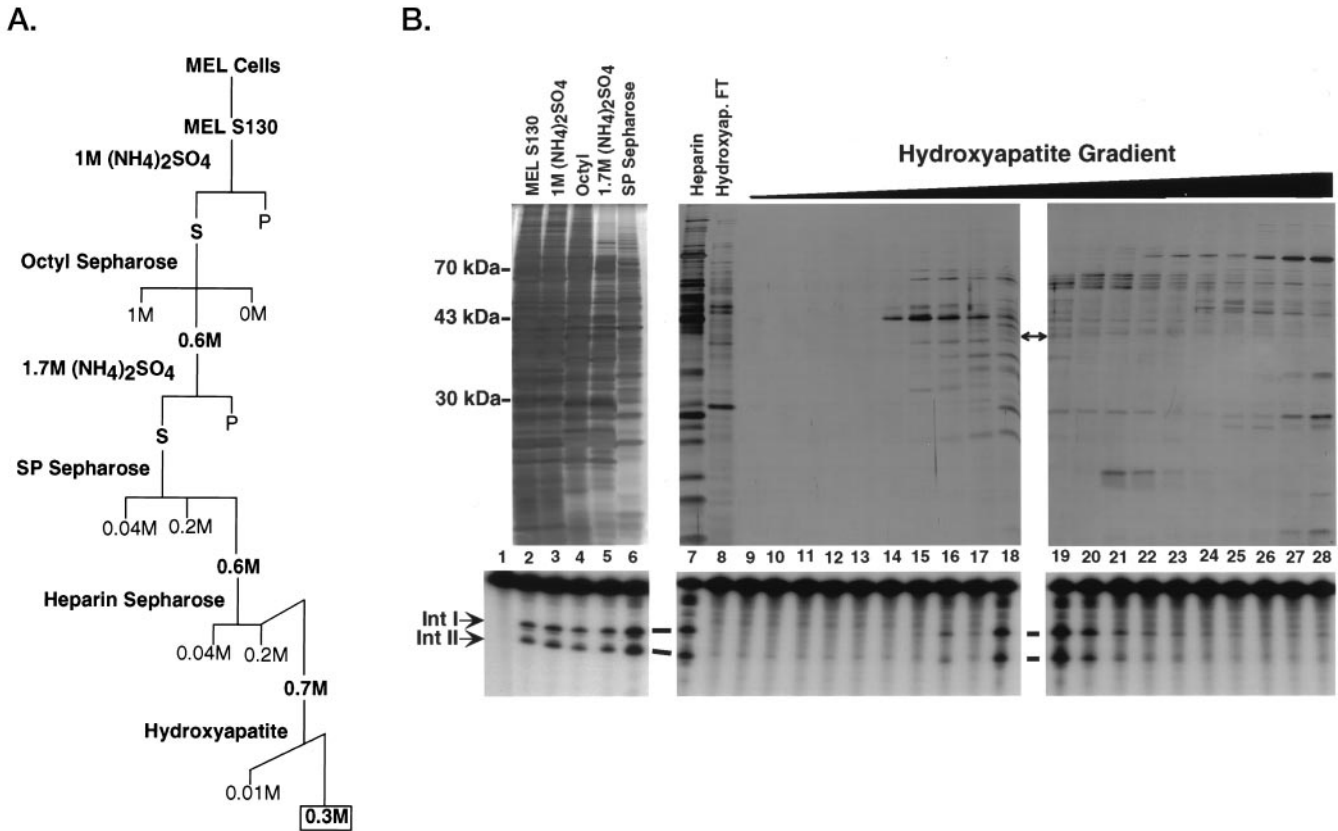 A.
MEL Cells
MEL S130
1M (NH4)2SO4
S
P
Octyl Sepharose
1M
0M
0.6M
1.7M (NH4)2SO4
S
P
SP Sepharose
0.04M
0.2M
0.6M
Heparin Sepharose
0.04M
0.2M
0.7M
Hydroxyapatite
0.01M
0.3M
B.
MEL S130
1M (NH4)2SO4
Octyl
1.7M (NH4)2SO4
SP Sepharose
Heparin
Hydroxyap. FT
Hydroxyapatite Gradient
70 kDa
43 kDa
30 kDa
1 2 3 4 5 6 7 8 9 10 11 12 13 14 15 16 17 18 19 20 21 22 23 24 25 26 27 28
Int I
Int II